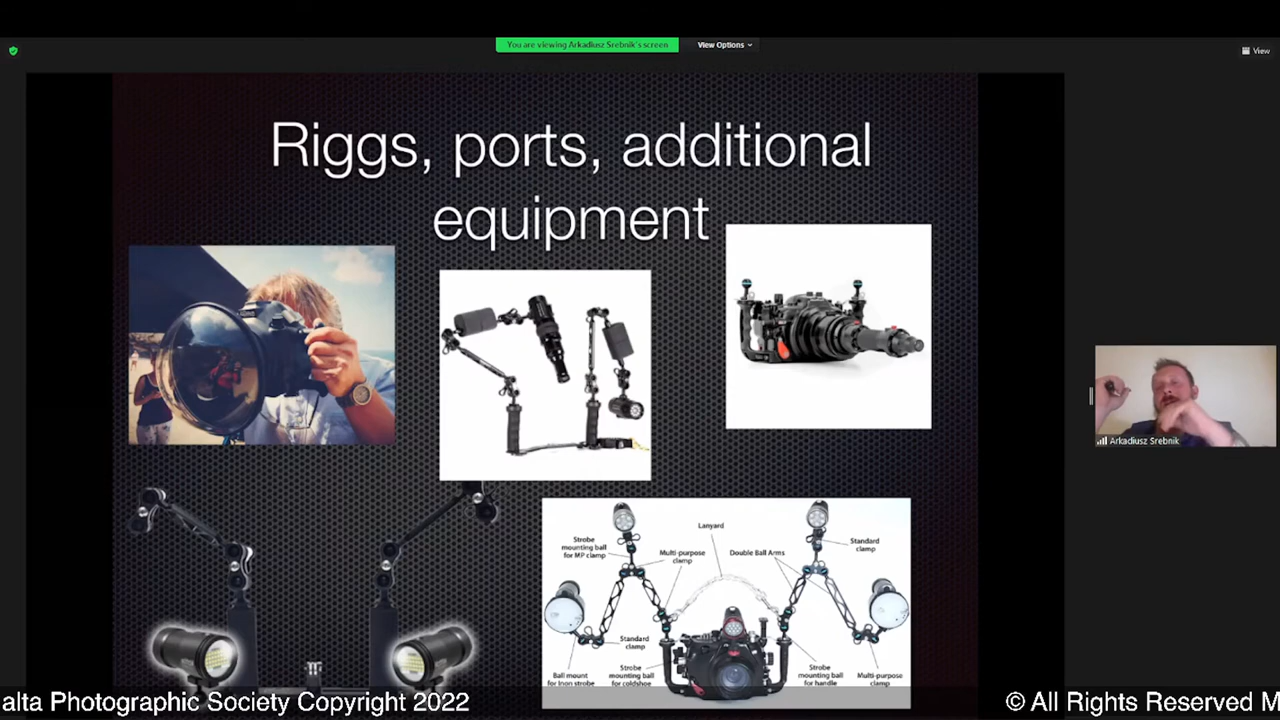 You are viewing Arkadiusz Srebnik's screen
View Options
View
Riggs, ports, additional
equipment
Arkadiusz Srebnik
Lanyard
Strobe
mounting ball
for MP clamp
Multi-purpose
clamp
Double Ball Arms
Standard
clamp
Standard
clamp
Ball mount
for Inon strobe
Strobe
mounting ball
for coldshoe
Strobe
mounting ball
for handle
Multi-purpose
clamp
alta Photographic Society Copyright 2022
© All Rights Reserved M